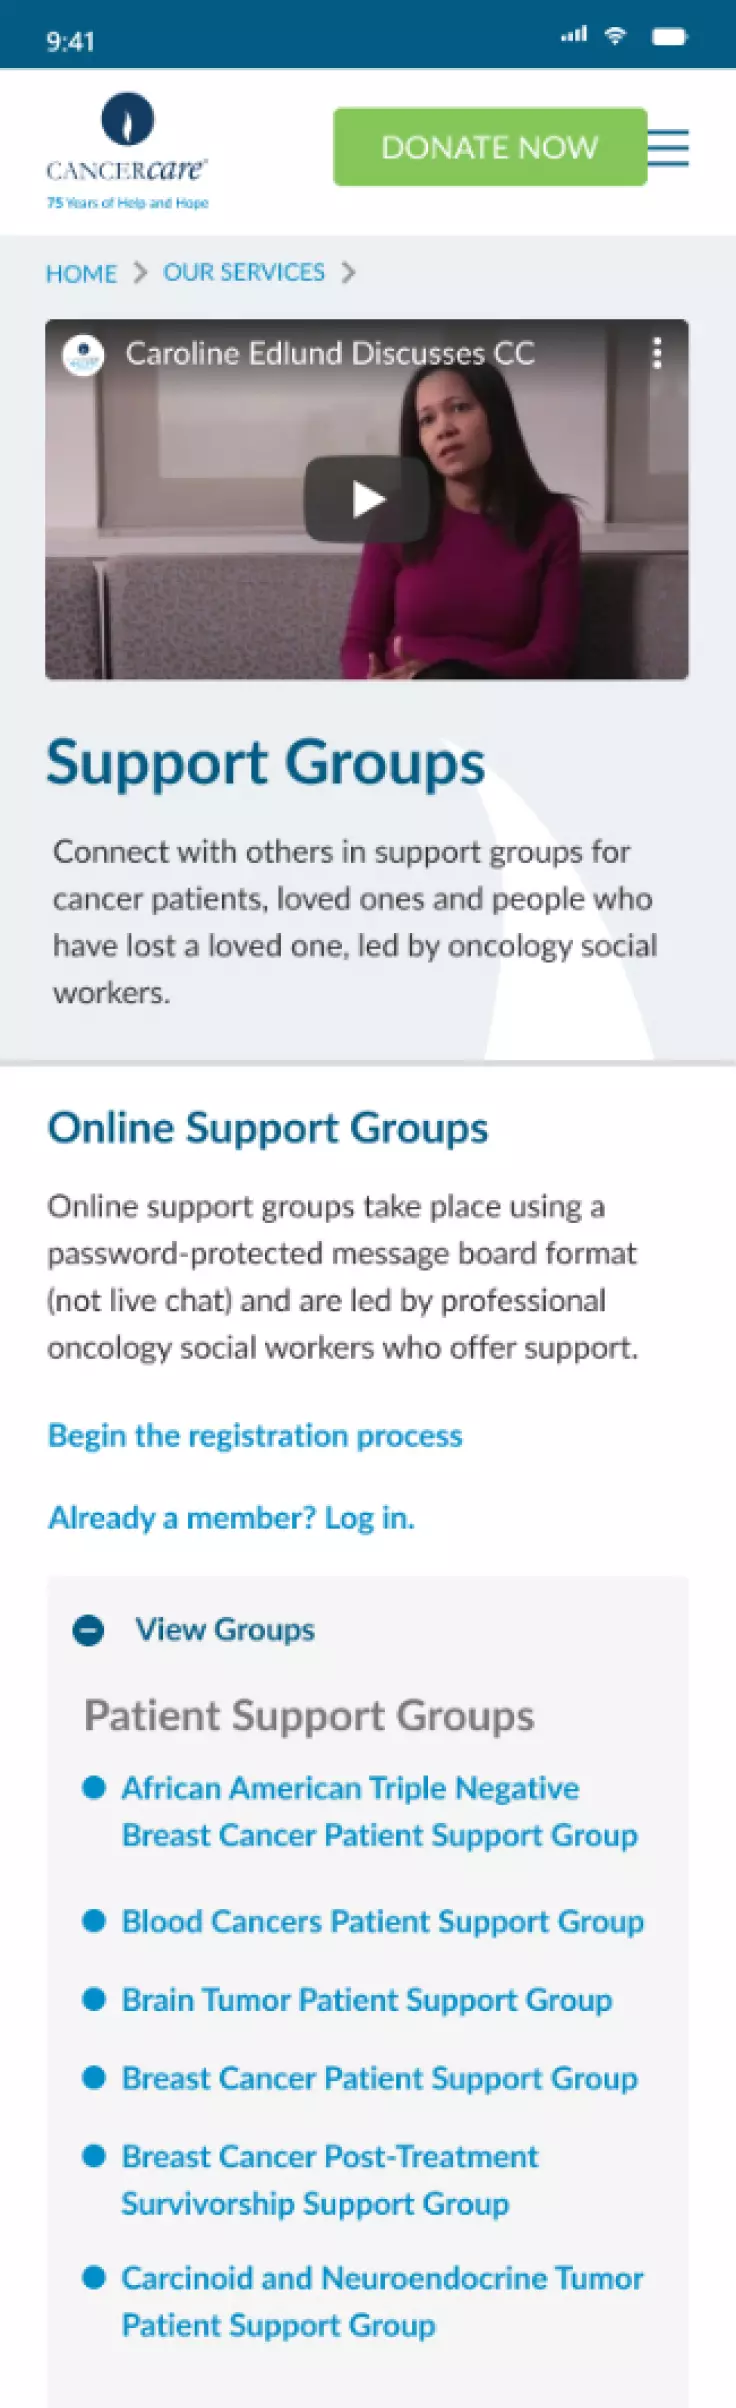 9:41
CANCERcare®
75 Years of Help and Hope
DONATE NOW
HOME
OUR SERVICES
Caroline Edlund Discusses CC
Support Groups
Connect with others in support groups for
cancer patients, loved ones and people who
have lost a loved one, led by oncology social
workers.
Online Support Groups
Online support groups take place using a
password-protected message board format
(not live chat) and are led by professional
oncology social workers who offer support.
Begin the registration process
Already a member? Log in.
View Groups
Patient Support Groups
African American Triple Negative
Breast Cancer Patient Support Group
Blood Cancers Patient Support Group
Brain Tumor Patient Support Group
Breast Cancer Patient Support Group
Breast Cancer Post-Treatment
Survivorship Support Group
Carcinoid and Neuroendocrine Tumor
Patient Support Group